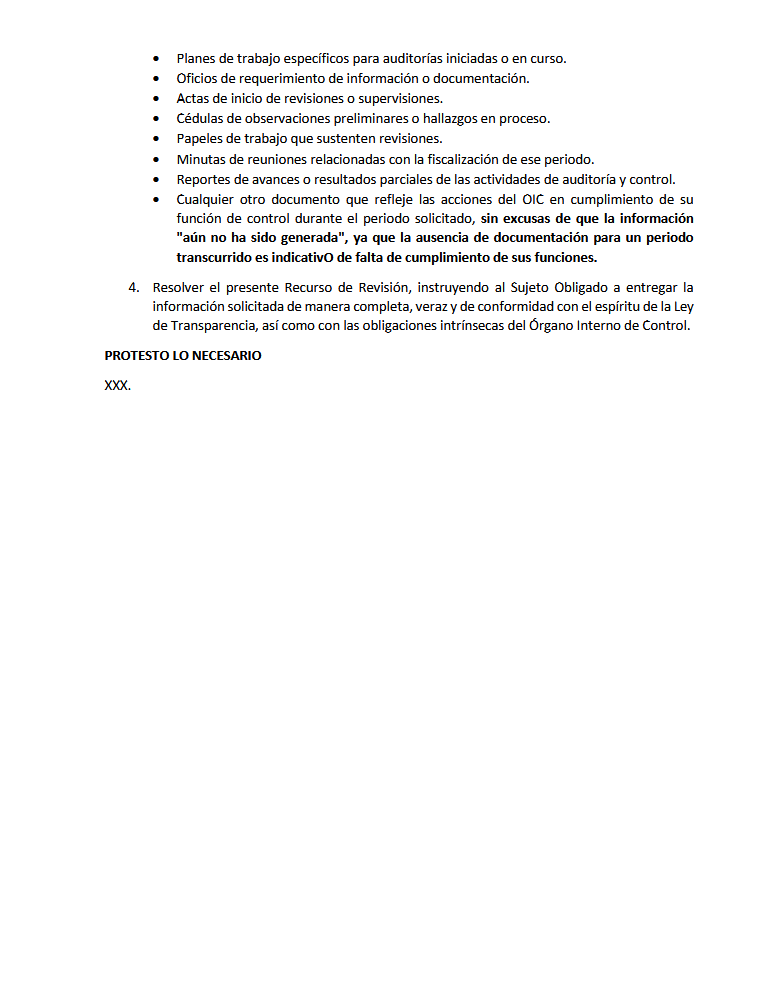 • Planes de trabajo específicos para auditorías iniciadas o en curso.
• Oficios de requerimiento de información o documentación.
• Actas de inicio de revisiones o supervisiones.
• Cédulas de observaciones preliminares o hallazgos en proceso.
• Papeles de trabajo que sustenten revisiones.
• Minutas de reuniones relacionadas con la fiscalización de ese periodo.
• Reportes de avances o resultados parciales de las actividades de auditoría y control.
• Cualquier otro documento que refleje las acciones del OIC en cumplimiento de su
función de control durante el periodo solicitado, sin excusas de que la información
"aún no ha sido generada", ya que la ausencia de documentación para un periodo
transcurrido es indicativO de falta de cumplimiento de sus funciones.
4. Resolver el presente Recurso de Revisión, instruyendo al Sujeto Obligado a entregar la
información solicitada de manera completa, veraz y de conformidad con el espíritu de la Ley
de Transparencia, así como con las obligaciones intrínsecas del Órgano Interno de Control.
PROTESTO LO NECESARIO
XXX.